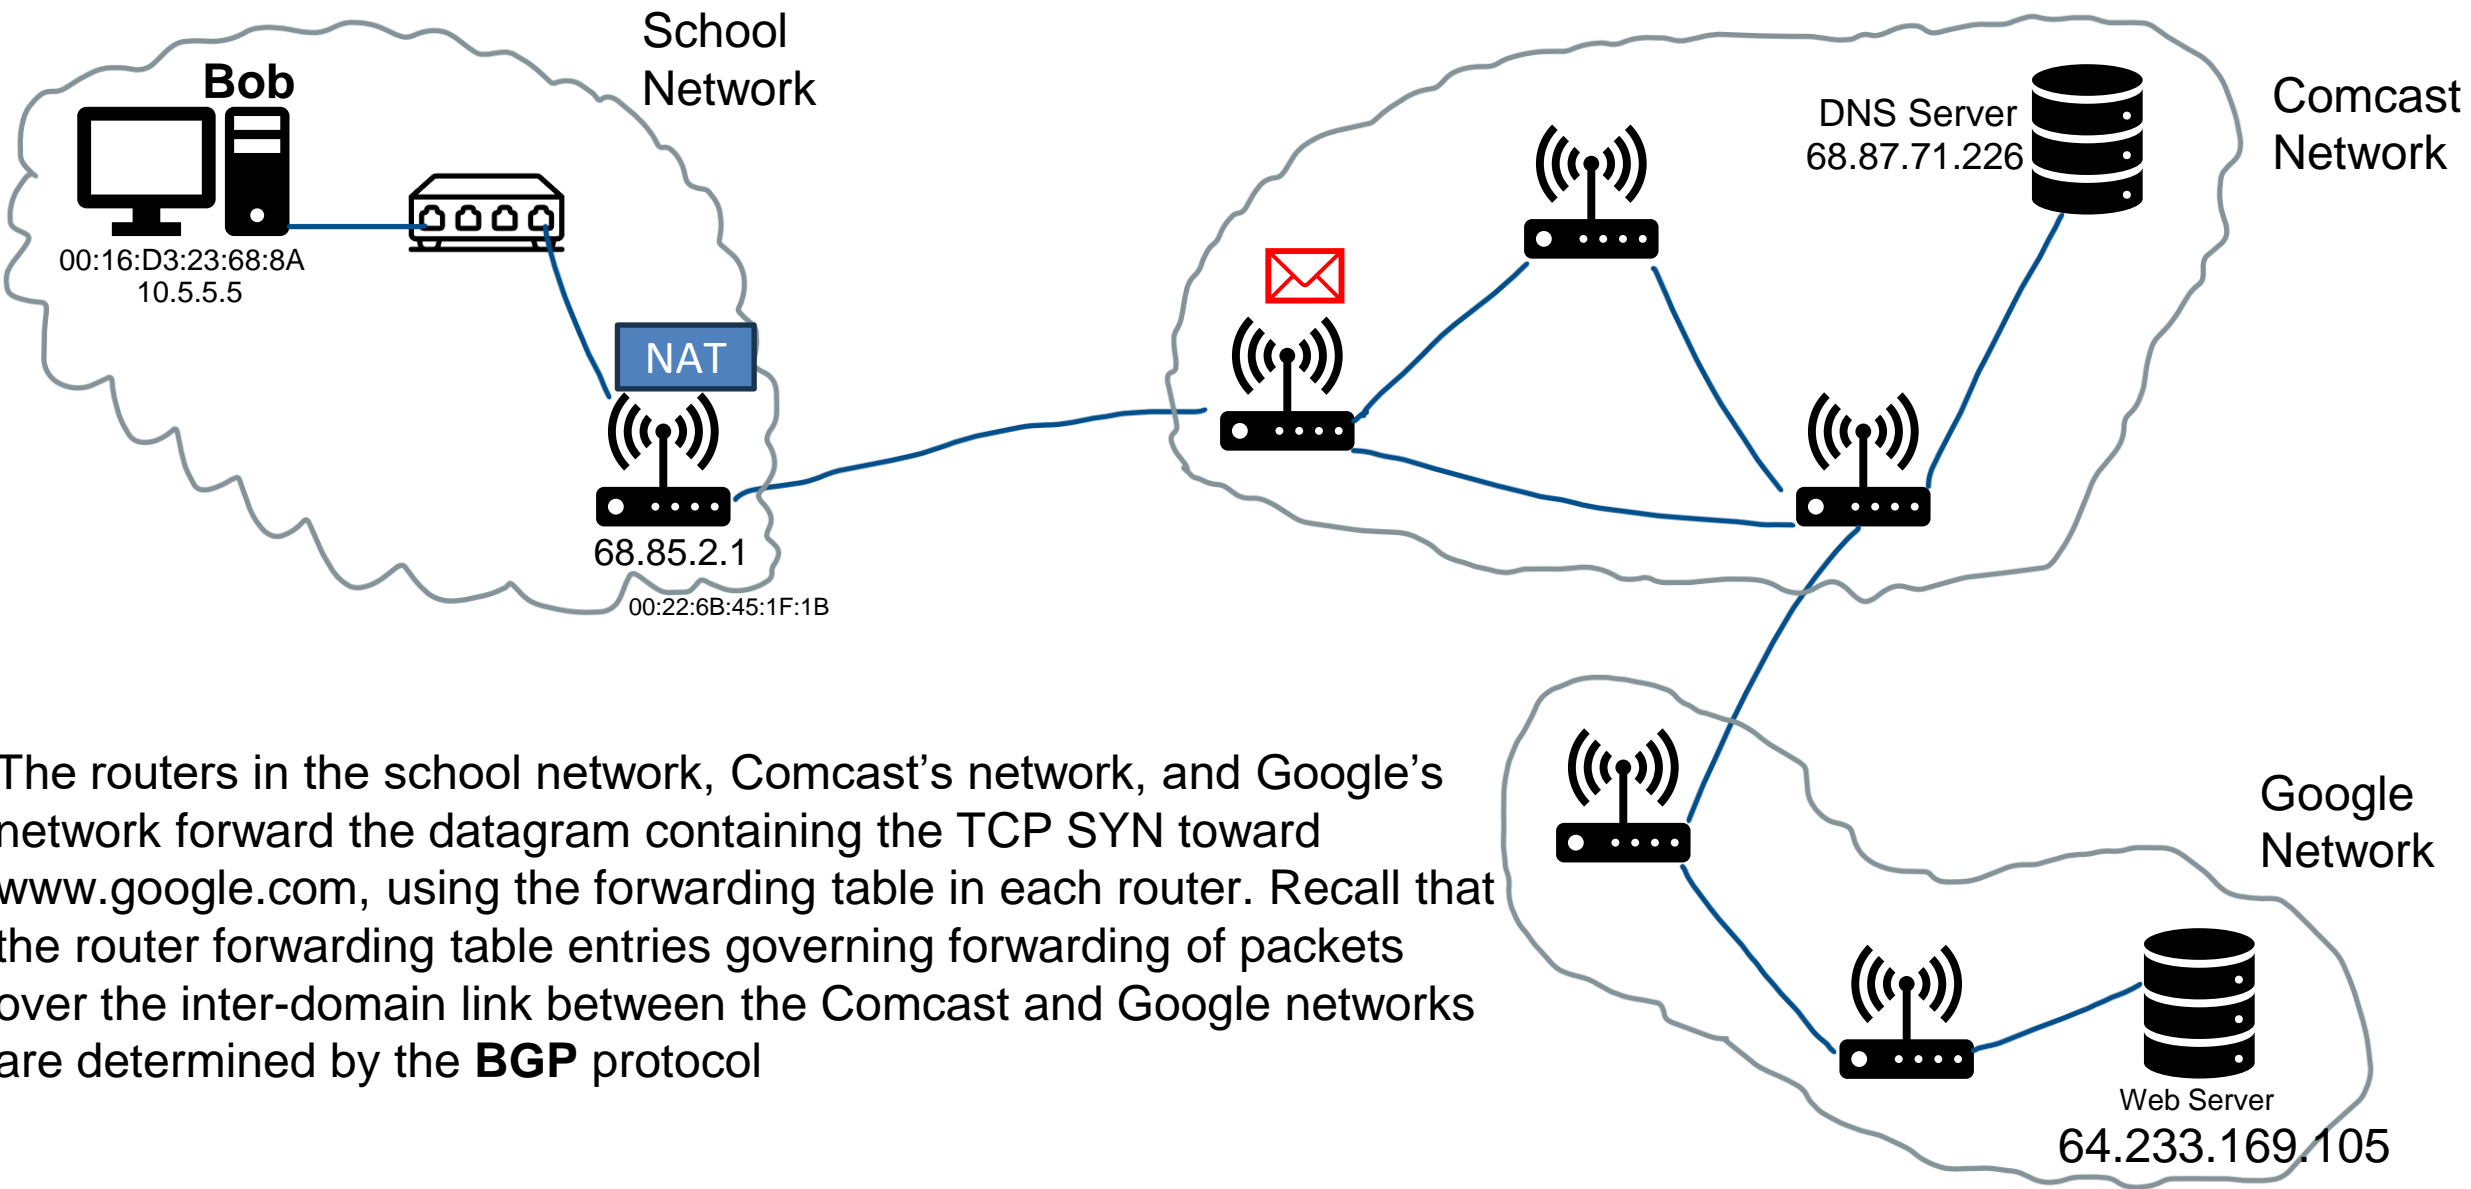 School
Network
Bob
00:16:D3:23:68:8A
10.5.5.5
NAT
68.85.2.1
00:22:6B:45:1F:1B
DNS Server
68.87.71.226
Comcast
Network
The routers in the school network, Comcast’s network, and Google’s
network forward the datagram containing the TCP SYN toward
www.google.com, using the forwarding table in each router. Recall that
the router forwarding table entries governing forwarding of packets
over the inter-domain link between the Comcast and Google networks
are determined by the BGP protocol
Google
Network
Web Server
64.233.169.105